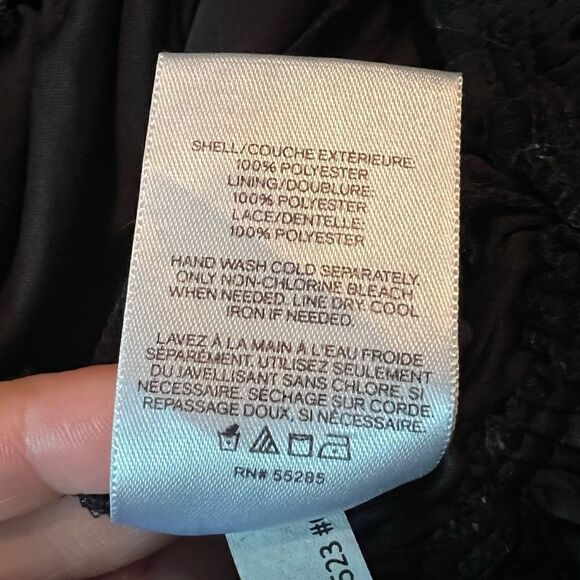 SHELL/COUCHE EXTÉRIEURE:
100% POLYESTER
LINING/DOUBLURE:
100% POLYESTER
LACE/DENTELLE:
100% POLYESTER
HAND WASH COLD SEPARATELY.
ONLY NON-CHLORINE BLEACH
WHEN NEEDED. LINE DRY. COOL
IRON IF NEEDED.
LAVEZ À LA MAIN À L'EAU FROIDE
SÉPARÉMENT. UTILISEZ SEULEMENT
DU JAVELLISANT SANS CHLORE, SI
NÉCESSAIRE. SÉCHAGE SUR CORDE.
REPASSAGE DOUX, SI NÉCESSAIRE.
RN# 55285
523 #